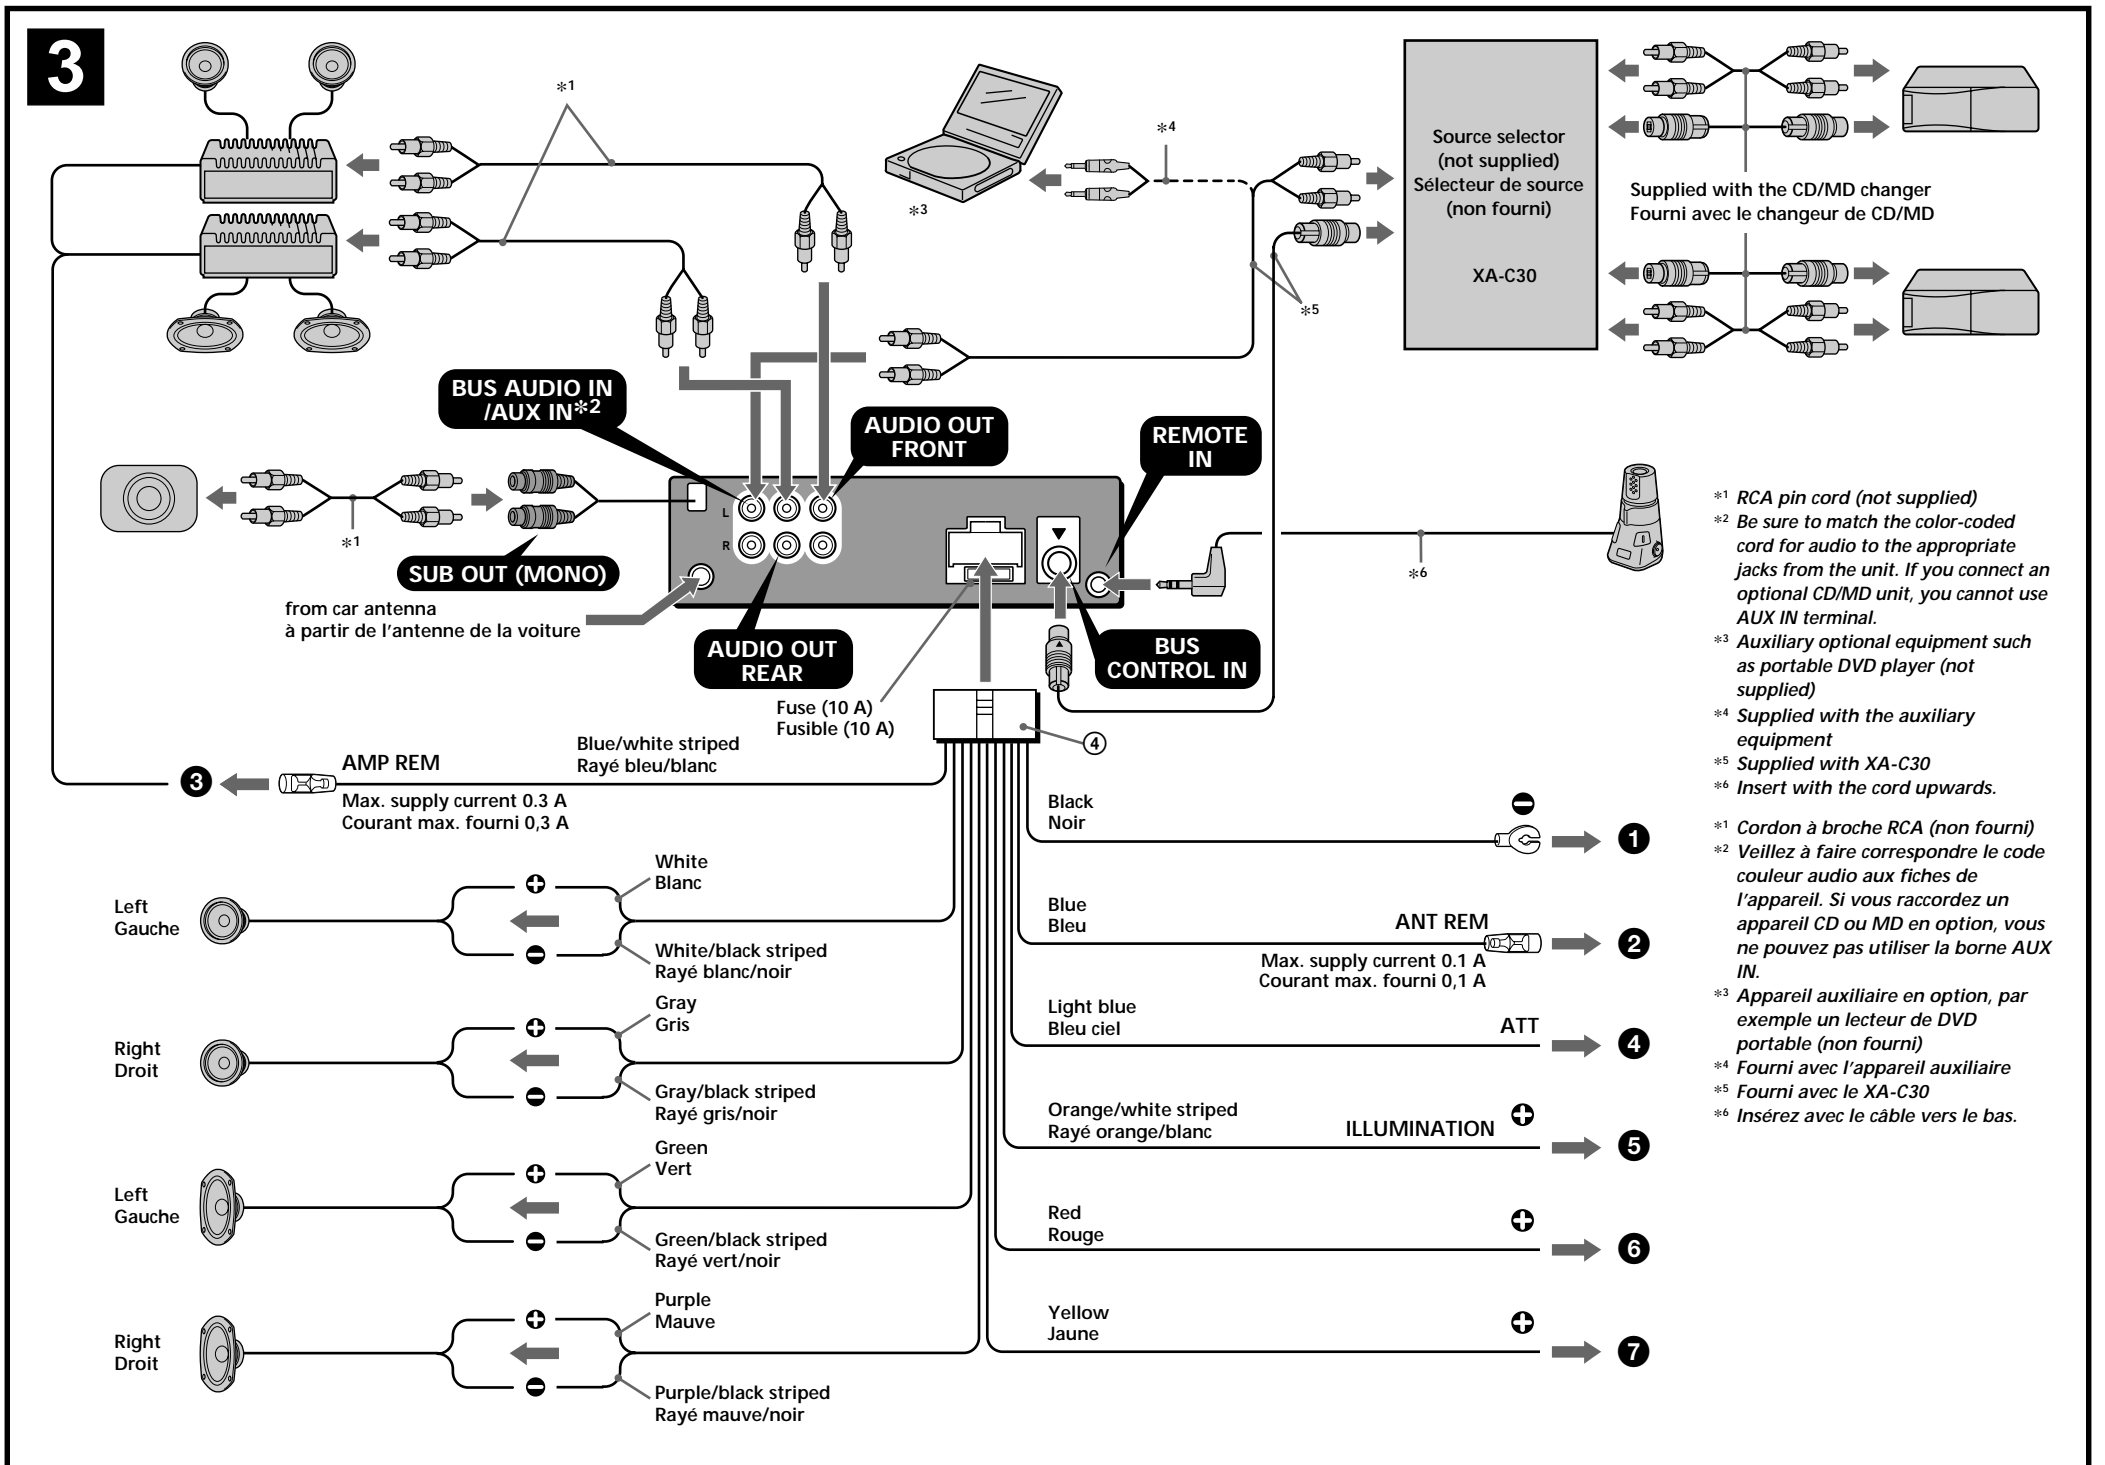 3
*1
*4
*3
*5
Source selector
(not supplied)
Sélecteur de source
(non fourni)
XA-C30
Supplied with the CD/MD changer
Fourni avec le changeur de CD/MD
BUS AUDIO IN
/AUX IN*2
AUDIO OUT
FRONT
REMOTE
IN
L
R
*1
SUB OUT (MONO)
*6
from car antenna
à partir de l'antenne de la voiture
AUDIO OUT
REAR
BUS
CONTROL IN
Fuse (10 A)
Fusible (10 A)
④
Blue/white striped
Rayé bleu/blanc
AMP REM
❸
Max. supply current 0.3 A
Courant max. fourni 0,3 A
White
Blanc
Left
Gauche
White/black striped
Rayé blanc/noir
Gray
Gris
Right
Droit
Gray/black striped
Rayé gris/noir
Green
Vert
Left
Gauche
Green/black striped
Rayé vert/noir
Purple
Mauve
Right
Droit
Purple/black striped
Rayé mauve/noir
Black
Noir
❶
Blue
Bleu
ANT REM
❷
Max. supply current 0.1 A
Courant max. fourni 0,1 A
Light blue
Bleu ciel
ATT
❹
Orange/white striped
Rayé orange/blanc
ILLUMINATION
❺
Red
Rouge
❻
Yellow
Jaune
❼
*1 RCA pin cord (not supplied)
*2 Be sure to match the color-coded
cord for audio to the appropriate
jacks from the unit. If you connect an
optional CD/MD unit, you cannot use
AUX IN terminal.
*3 Auxiliary optional equipment such
as portable DVD player (not
supplied)
*4 Supplied with the auxiliary
equipment
*5 Supplied with XA-C30
*6 Insert with the cord upwards.
*1 Cordon à broche RCA (non fourni)
*2 Veillez à faire correspondre le code
couleur audio aux fiches de
l'appareil. Si vous raccordez un
appareil CD ou MD en option, vous
ne pouvez pas utiliser la borne AUX
IN.
*3 Appareil auxiliaire en option, par
exemple un lecteur de DVD
portable (non fourni)
*4 Fourni avec l'appareil auxiliaire
*5 Fourni avec le XA-C30
*6 Insérez avec le câble vers le bas.